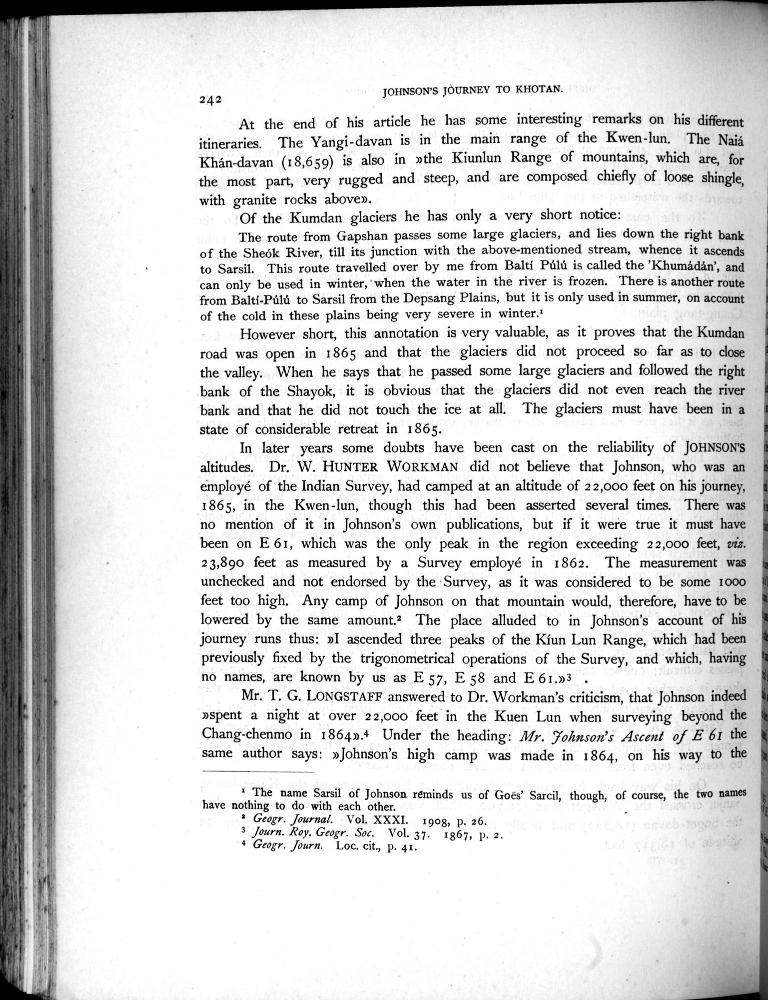 242
JOHNSON'S JOURNEY TO KHOTAN.
At the end of his article he has some interesting remarks on his different
itineraries. The Yangi-davan is in the main range of the Kwen-lun. The Naiá
Khán-davan (18,659) is also in »the Kiunlun Range of mountains, which are, for
the most part, very rugged and steep, and are composed chiefly of loose shingle,
with granite rocks above».
Of the Kumdan glaciers he has only a very short notice:
The route from Gapshan passes some large glaciers, and lies down the right bank
of the Sheók River, till its junction with the above-mentioned stream, whence it ascends
to Sarsil. This route travelled over by me from Baltí Púlú is called the 'Khumádán', and
can only be used in winter, when the water in the river is frozen. There is another route
from Baltí-Púlú to Sarsil from the Depsang Plains, but it is only used in summer, on account
of the cold in these plains being very severe in winter.¹
However short, this annotation is very valuable, as it proves that the Kumdan
road was open in 1865 and that the glaciers did not proceed so far as to close
the valley. When he says that he passed some large glaciers and followed the right
bank of the Shayok, it is obvious that the glaciers did not even reach the river
bank and that he did not touch the ice at all. The glaciers must have been in a
state of considerable retreat in 1865.
In later years some doubts have been cast on the reliability of JOHNSON'S
altitudes. Dr. W. HUNTER WORKMAN did not believe that Johnson, who was an
employé of the Indian Survey, had camped at an altitude of 22,000 feet on his journey,
1865, in the Kwen-lun, though this had been asserted several times. There was
no mention of it in Johnson's own publications, but if it were true it must have
been on E 61, which was the only peak in the region exceeding 22,000 feet, viz.
23,890 feet as measured by a Survey employé in 1862. The measurement was
unchecked and not endorsed by the Survey, as it was considered to be some 1000
feet too high. Any camp of Johnson on that mountain would, therefore, have to be
lowered by the same amount.² The place alluded to in Johnson's account of his
journey runs thus: »I ascended three peaks of the Kíun Lun Range, which had been
previously fixed by the trigonometrical operations of the Survey, and which, having
no names, are known by us as E 57, E 58 and E 61.»³ .
Mr. T. G. LONGSTAFF answered to Dr. Workman's criticism, that Johnson indeed
»spent a night at over 22,000 feet in the Kuen Lun when surveying beyond the
Chang-chenmo in 1864».⁴ Under the heading: Mr. Johnson's Ascent of E 61 the
same author says: »Johnson's high camp was made in 1864, on his way to the
¹ The name Sarsil of Johnson reminds us of Goës' Sarcil, though, of course, the two names
have nothing to do with each other.
² Geogr. Journal. Vol. XXXI. 1908, p. 26.
³ Journ. Roy. Geogr. Soc. Vol. 37. 1867, p. 2.
⁴ Geogr. Journ. Loc. cit., p. 41.